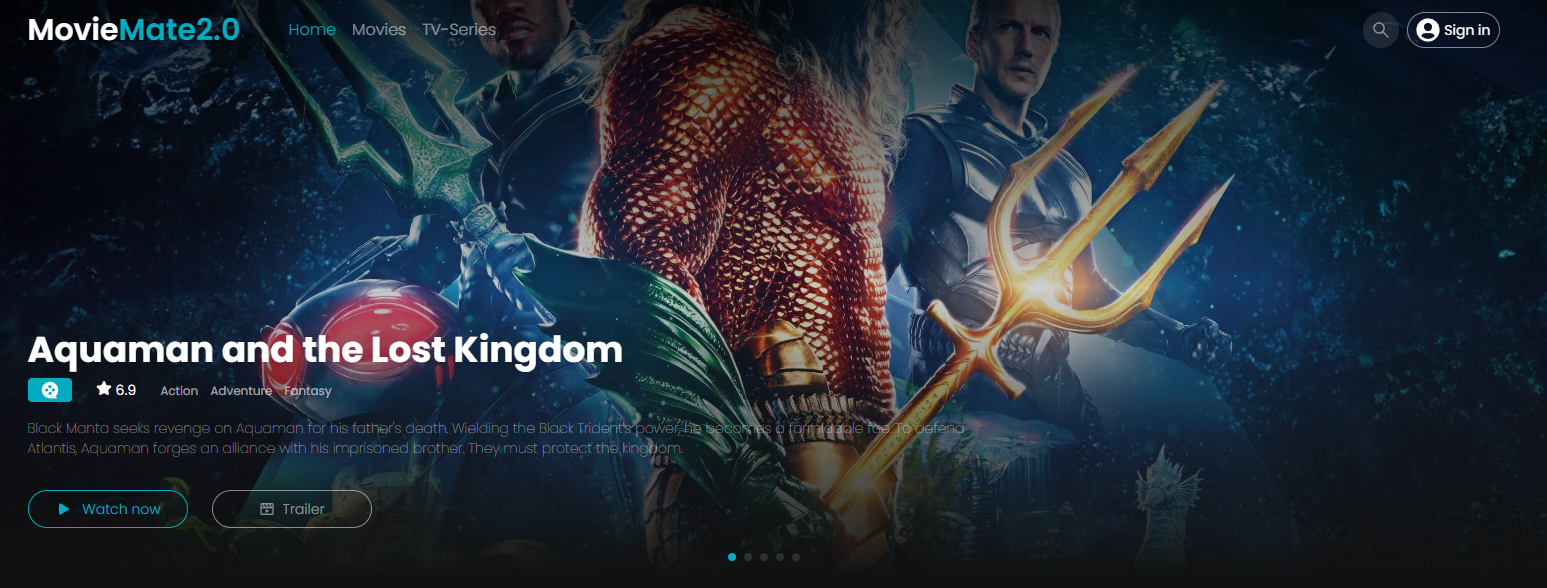 MovieMate2.0 Home Movies TV-Series Sign in
Aquaman and the Lost Kingdom
6.9 Action Adventure Fantasy
Black Manta seeks revenge on Aquaman for his father's death. Wielding the Black Trident's power, he becomes a formidable foe. To defend
Atlantis, Aquaman forges an alliance with his imprisoned brother. They must protect the kingdom.
Watch now Trailer